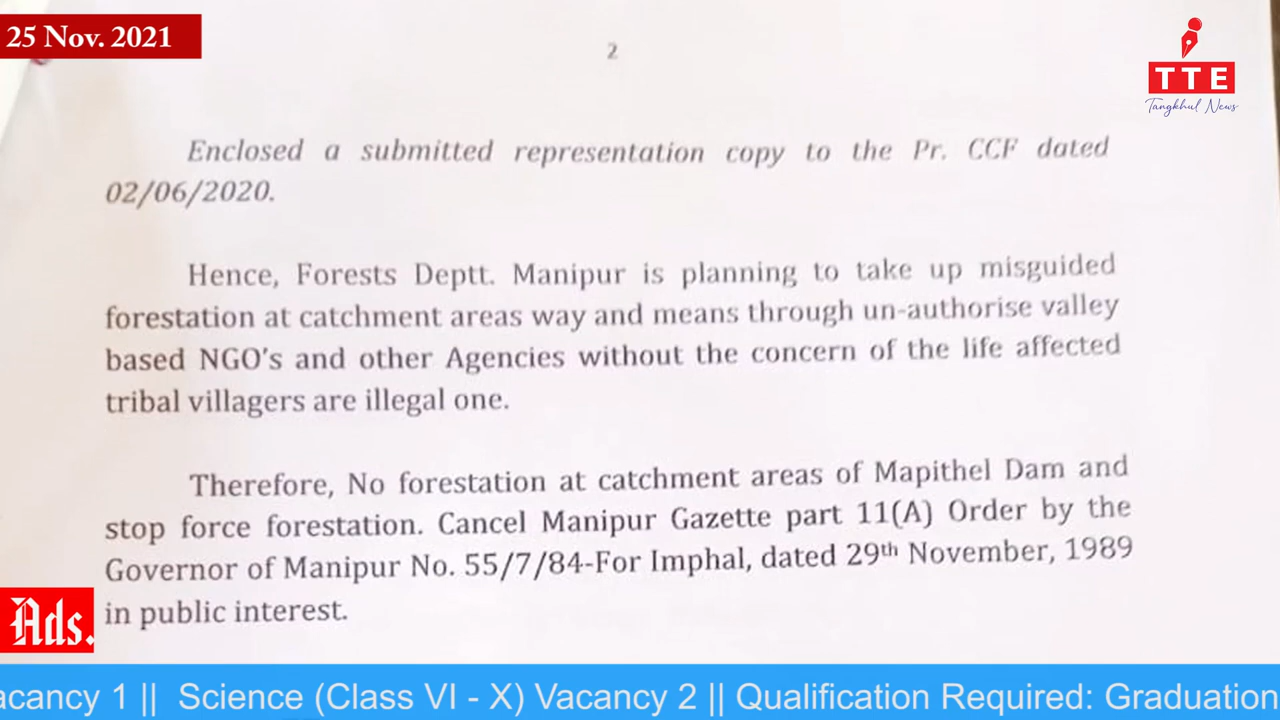 25 Nov. 2021
TTE
Tangkhul News
2
Enclosed a submitted representation copy to the Pr. CCF dated
02/06/2020.
Hence, Forests Deptt. Manipur is planning to take up misguided
forestation at catchment areas way and means through un-authorise valley
based NGO's and other Agencies without the concern of the life affected
tribal villagers are illegal one.
Therefore, No forestation at catchment areas of Mapithel Dam and
stop force forestation. Cancel Manipur Gazette part 11(A) Order by the
Governor of Manipur No. 55/7/84-For Imphal, dated 29th November, 1989
in public interest.
Ads.
acancy 1 || Science (Class VI - X) Vacancy 2 || Qualification Required: Graduation